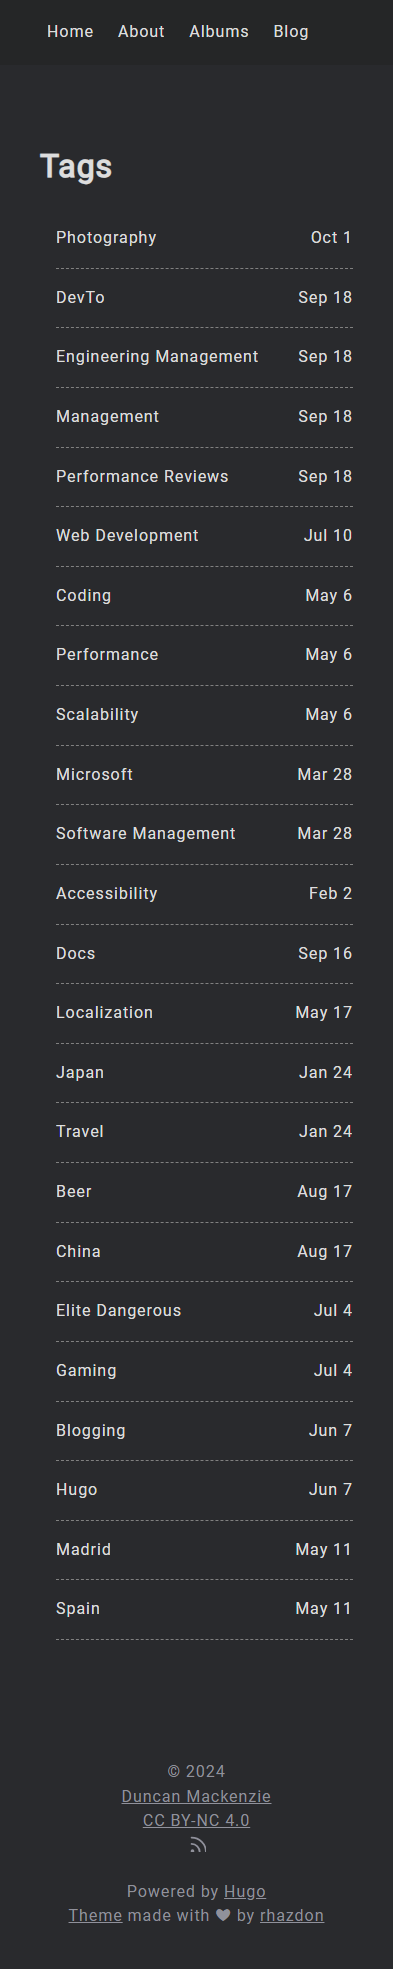 Home About Albums Blog
Tags
Photography Oct 1
DevTo Sep 18
Engineering Management Sep 18
Management Sep 18
Performance Reviews Sep 18
Web Development Jul 10
Coding May 6
Performance May 6
Scalability May 6
Microsoft Mar 28
Software Management Mar 28
Accessibility Feb 2
Docs Sep 16
Localization May 17
Japan Jan 24
Travel Jan 24
Beer Aug 17
China Aug 17
Elite Dangerous Jul 4
Gaming Jul 4
Blogging Jun 7
Hugo Jun 7
Madrid May 11
Spain May 11
© 2024
Duncan Mackenzie
CC BY-NC 4.0
Powered by Hugo
Theme made with ♥ by rhazdon